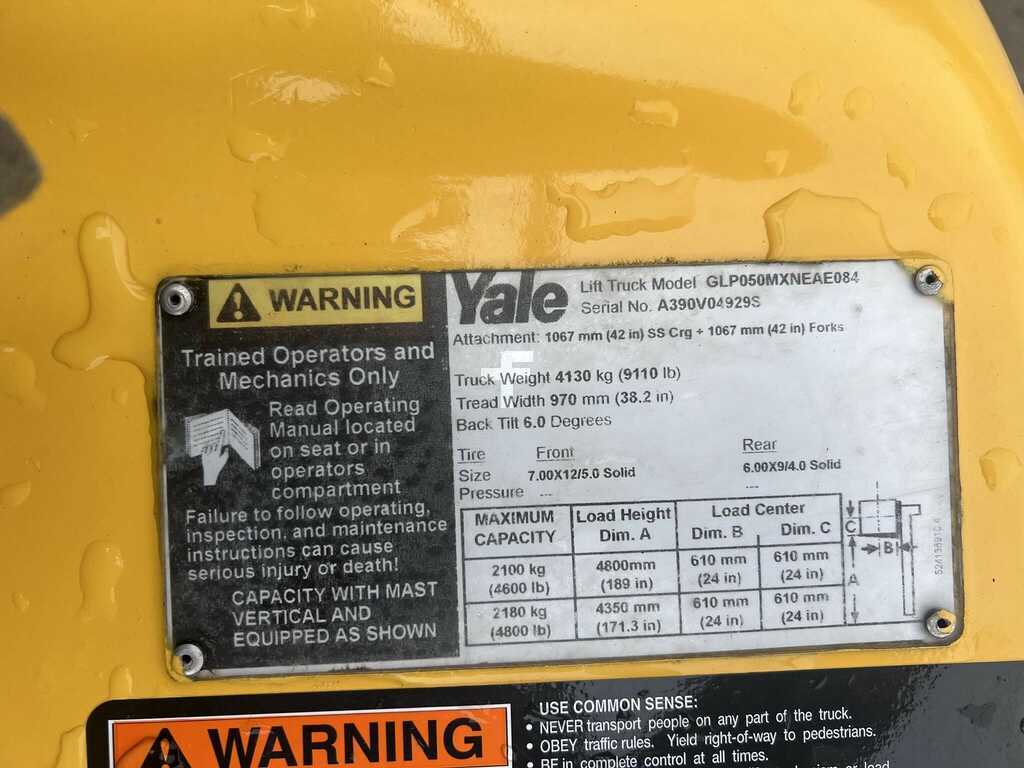 WARNING
Trained Operators and
Mechanics Only
Read Operating
Manual located
on seat or in
operators
compartment
Failure to follow operating,
inspection, and maintenance
instructions can cause
serious injury or death!
CAPACITY WITH MAST
VERTICAL AND
EQUIPPED AS SHOWN
Yale
Lift Truck Model GLP050MXNEAE084
Serial No. A390V04929S
Attachment: 1067 mm (42 in) SS Crg + 1067 mm (42 in) Forks
Truck Weight 4130 kg (9110 lb)
Tread Width 970 mm (38.2 in)
Back Tilt 6.0 Degrees
Tire Front Rear
Size 7.00X12/5.0 Solid 6.00X9/4.0 Solid
Pressure --- ---
MAXIMUM CAPACITY Load Height Dim. A Load Center Dim. B Dim. C
2100 kg 4800mm 610 mm 610 mm
(4600 lb) (189 in) (24 in) (24 in)
2180 kg 4350 mm 610 mm 610 mm
(4800 lb) (171.3 in) (24 in) (24 in)
C
B
A
WARNING
USE COMMON SENSE:
• NEVER transport people on any part of the truck.
• OBEY traffic rules. Yield right-of-way to pedestrians.
• BE in complete control at all times.